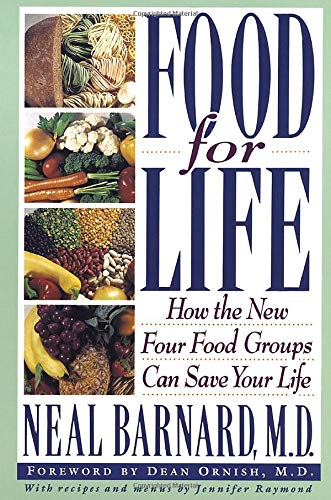 FOOD
for
LIFE
How the New
Four Food Groups
Can Save Your Life
NEAL BARNARD, M.D.
FOREWORD BY DEAN ORNISH, M.D.
With recipes and menus by Jennifer Raymond